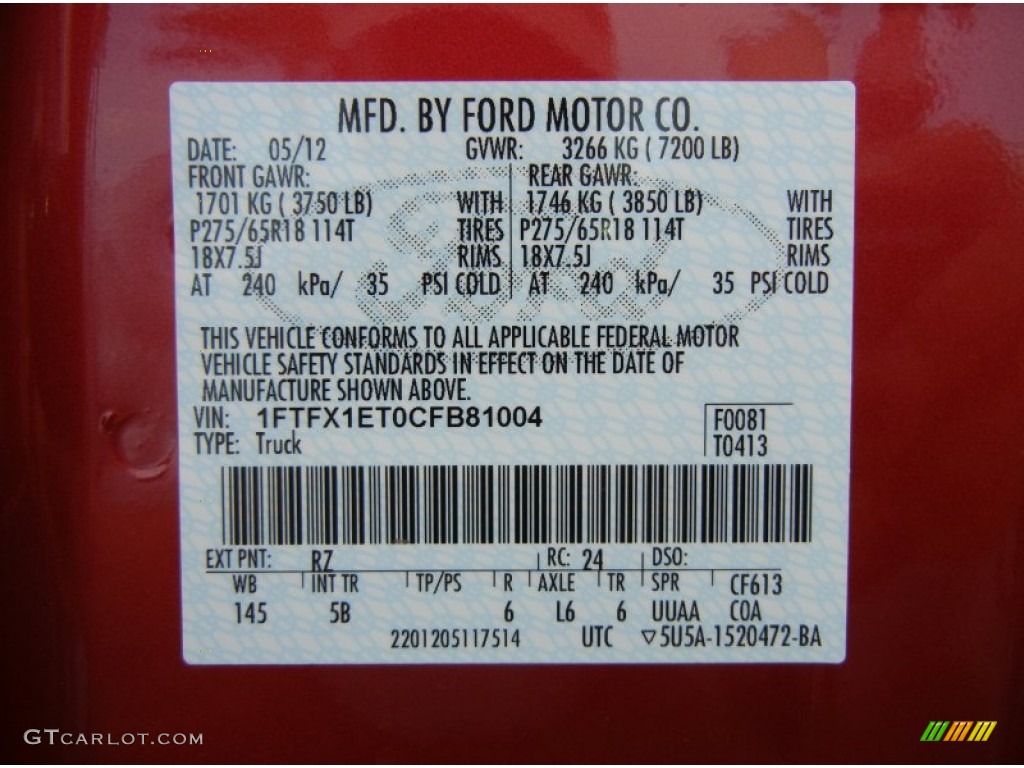 MFD. BY FORD MOTOR CO.
DATE: 05/12 GVWR: 3266 KG ( 7200 LB)
FRONT GAWR: REAR GAWR:
1701 KG ( 3750 LB) WITH 1746 KG ( 3850 LB) WITH
P275/65R18 114T TIRES P275/65R18 114T TIRES
18X7.5J RIMS 18X7.5J RIMS
AT 240 kPa/ 35 PSI COLD AT 240 kPa/ 35 PSI COLD
Ford
THIS VEHICLE CONFORMS TO ALL APPLICABLE FEDERAL MOTOR
VEHICLE SAFETY STANDARDS IN EFFECT ON THE DATE OF
MANUFACTURE SHOWN ABOVE.
VIN: 1FTFX1ET0CFB81004 F0081
TYPE: Truck T0413
EXT PNT: RZ RC: 24 DSO:
WB INT TR TP/PS R AXLE TR SPR CF613
145 5B 6 L6 6 UUAA COA
2201205117514 UTC ▽5U5A-1520472-BA
GTCARLOT.COM